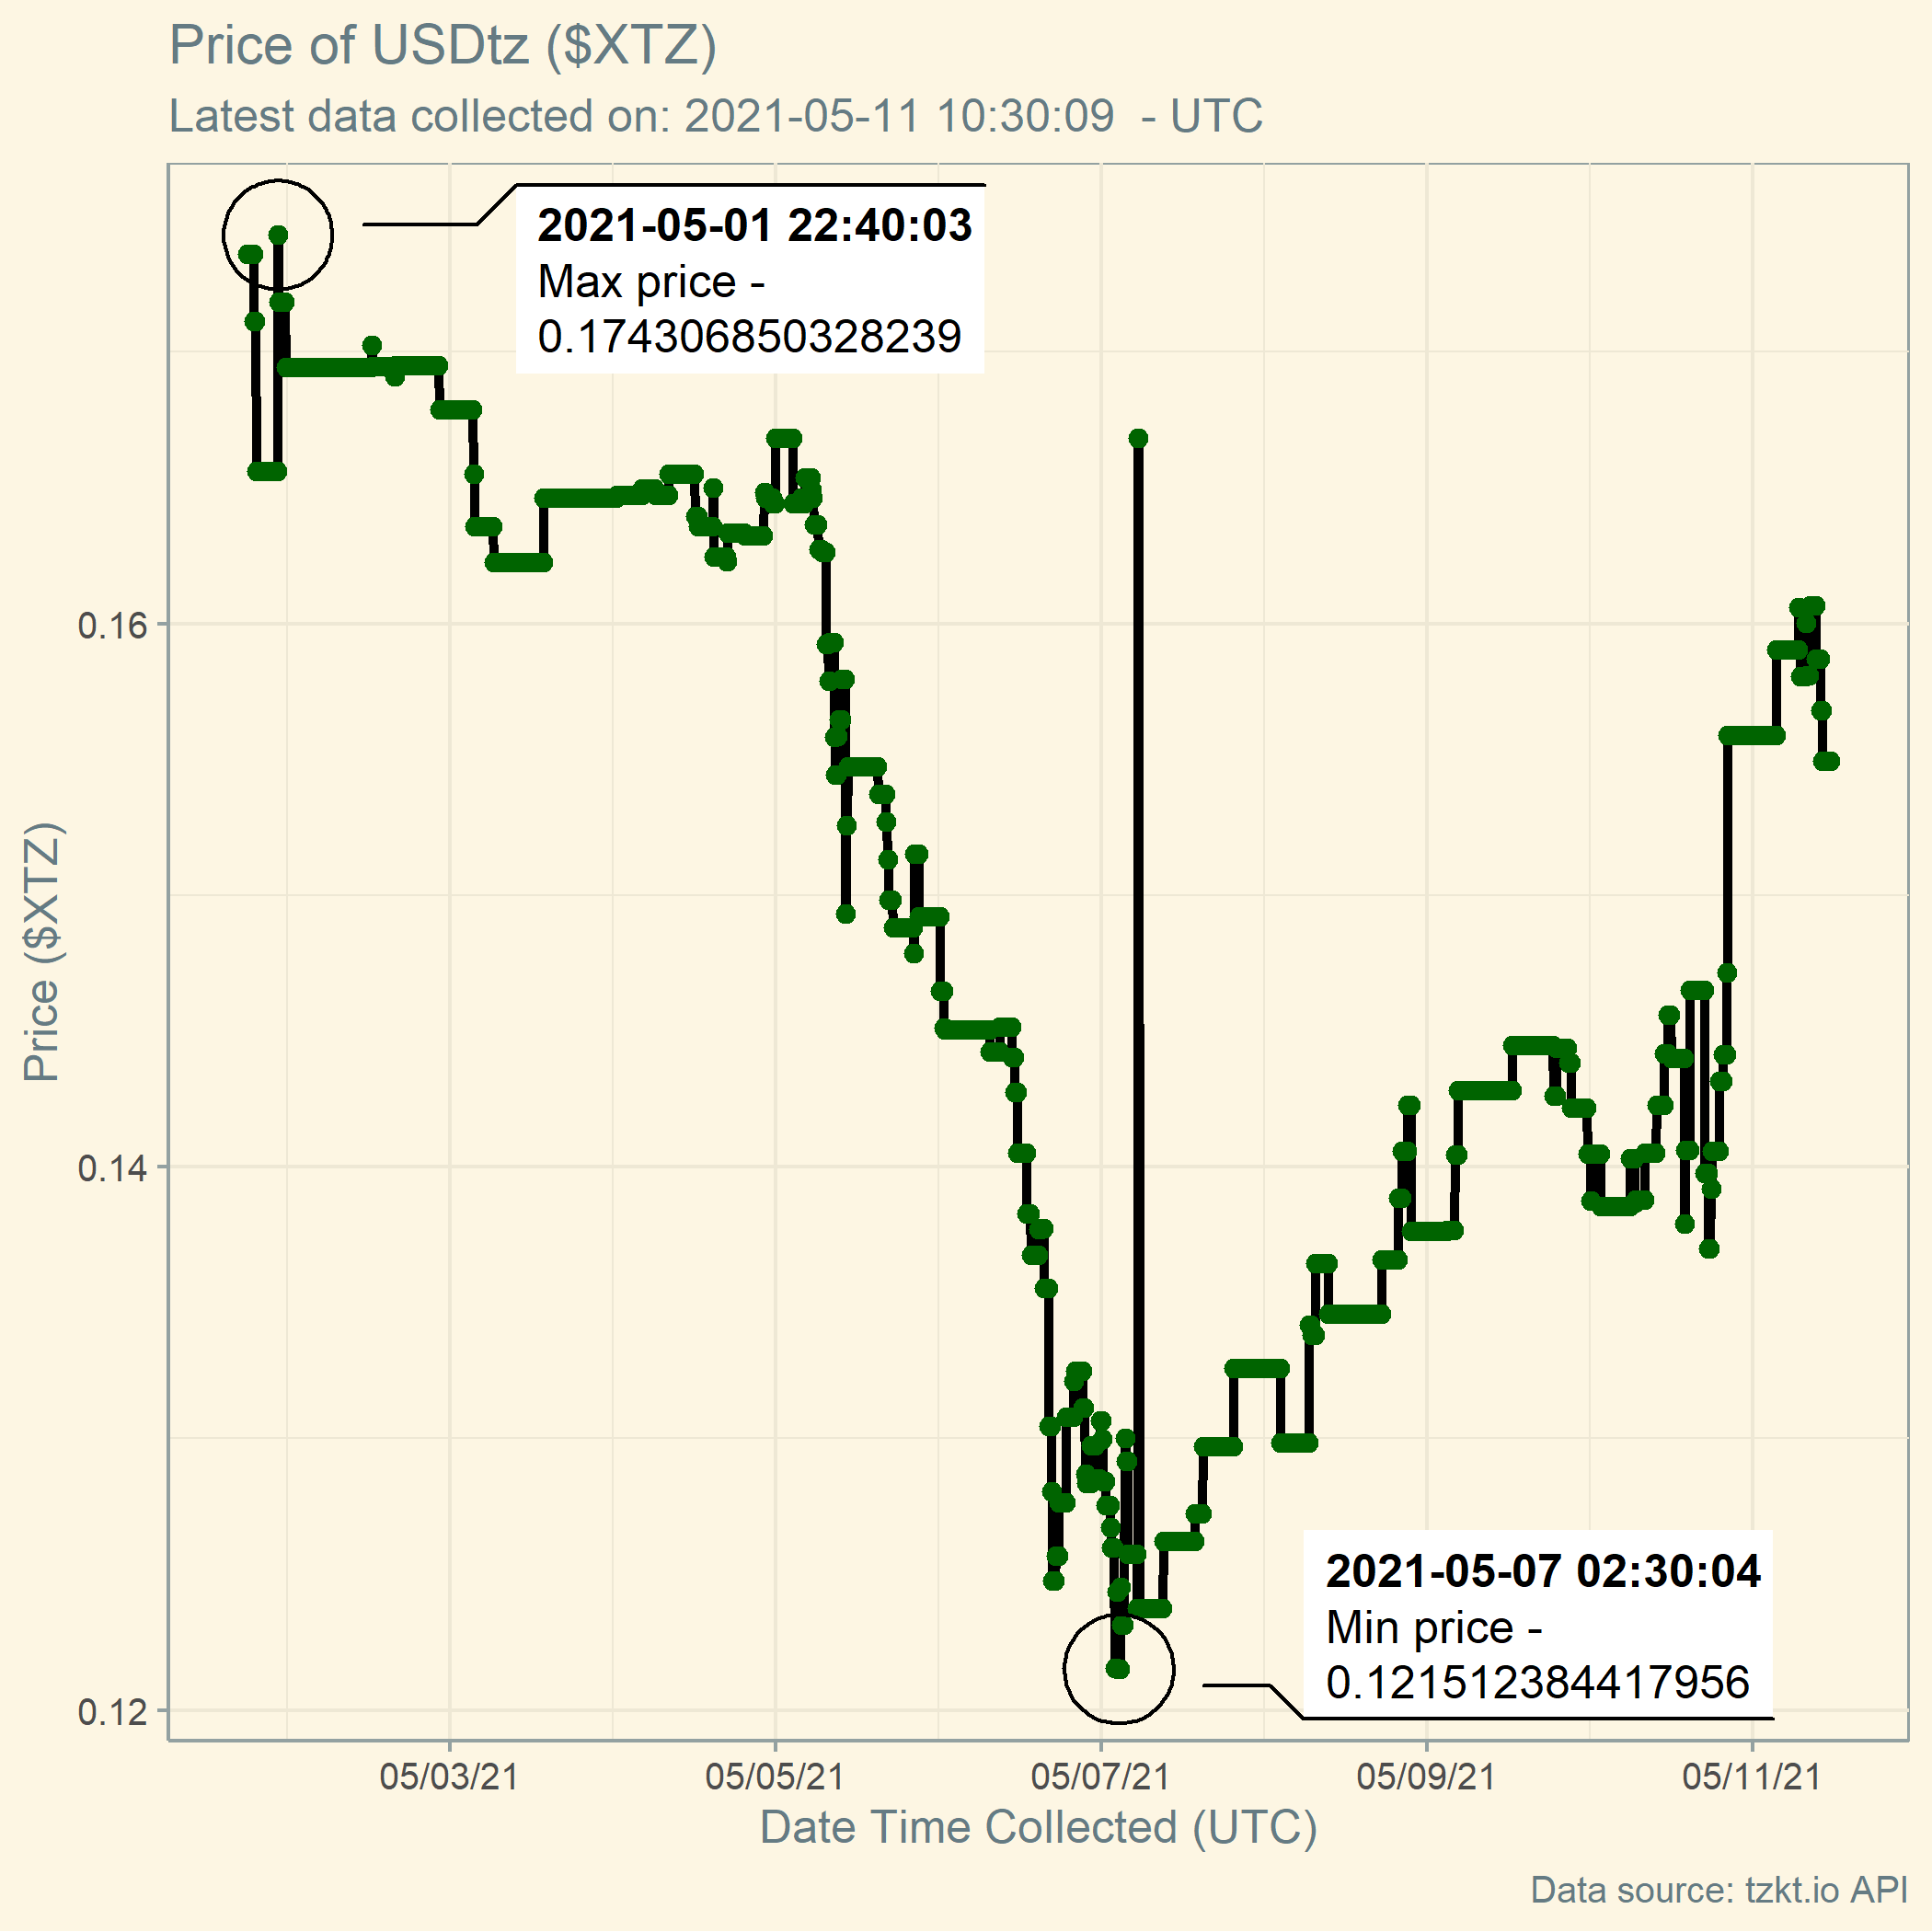 Price of USDtz ($XTZ)
Latest data collected on: 2021-05-11 10:30:09  - UTC
2021-05-01 22:40:03
Max price -
0.174306850328239
0.16
0.14
0.12
Price ($XTZ)
2021-05-07 02:30:04
Min price -
0.121512384417956
05/03/21
05/05/21
05/07/21
05/09/21
05/11/21
Date Time Collected (UTC)
Data source: tzkt.io API